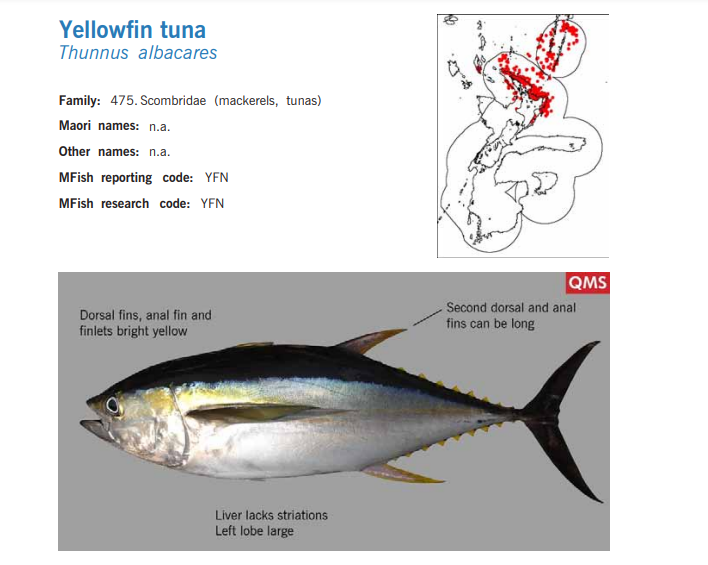 Yellowfin tuna
Thunnus albacares
Family: 475. Scombridae (mackerels, tunas)
Maori names: n.a.
Other names: n.a.
MFish reporting code: YFN
MFish research code: YFN
QMS
Dorsal fins, anal fin and
finlets bright yellow
Second dorsal and anal
fins can be long
Liver lacks striations
Left lobe large